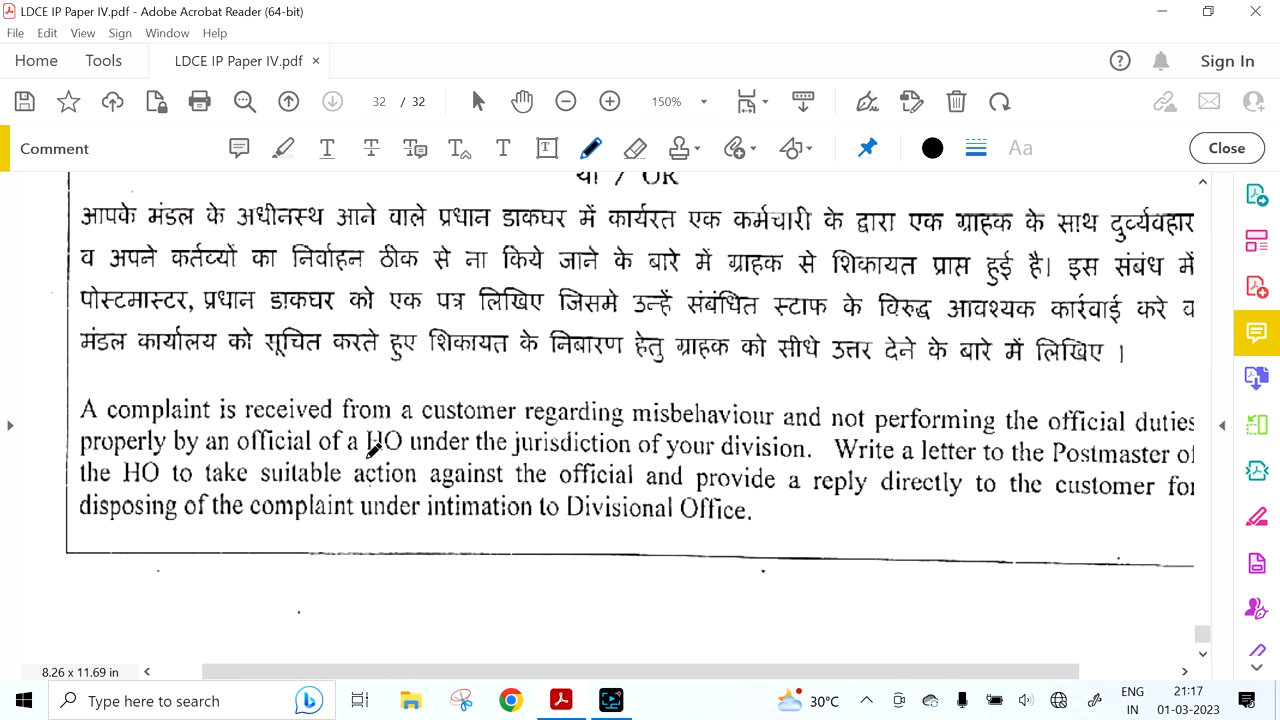 LDCE IP Paper IV.pdf - Adobe Acrobat Reader (64-bit)
File Edit View Sign Window Help
Home Tools LDCE IP Paper IV.pdf × Sign In
32 / 32 150%
Comment Aa Close
या / OR
आपके मंडल के अधीनस्थ आने वाले प्रधान डाकघर में कार्यरत एक कर्मचारी के द्वारा एक ग्राहक के साथ दुर्व्यवहार
व अपने कर्तव्यों का निर्वाहन ठीक से ना किये जाने के बारे में ग्राहक से शिकायत प्राप्त हुई है। इस संबंध में
पोस्टमास्टर, प्रधान डाकघर को एक पत्र लिखिए जिसमे उन्हें संबंधित स्टाफ के विरुद्ध आवश्यक कार्रवाई करे व
मंडल कार्यालय को सूचित करते हुए शिकायत के निबारण हेतु ग्राहक को सीधे उत्तर देने के बारे में लिखिए ।
A complaint is received from a customer regarding misbehaviour and not performing the official duties
properly by an official of a HO under the jurisdiction of your division. Write a letter to the Postmaster of
the HO to take suitable action against the official and provide a reply directly to the customer for
disposing of the complaint under intimation to Divisional Office.
8.26 x 11.69 in
Type here to search 30°C ENG IN 21:17 01-03-2023